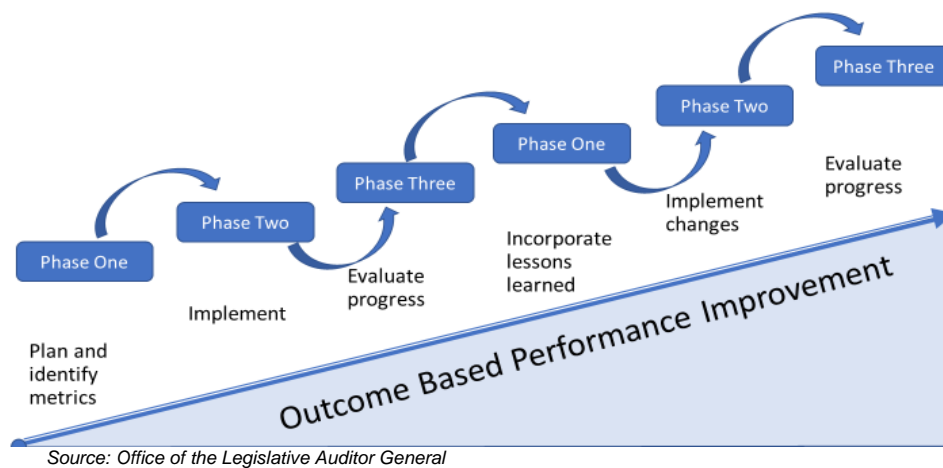 Phase One
Plan and
identify
metrics
Phase Two
Implement
Phase Three
Evaluate
progress
Phase One
Incorporate
lessons
learned
Phase Two
Implement
changes
Phase Three
Evaluate
progress
Outcome Based Performance Improvement
Source: Office of the Legislative Auditor General